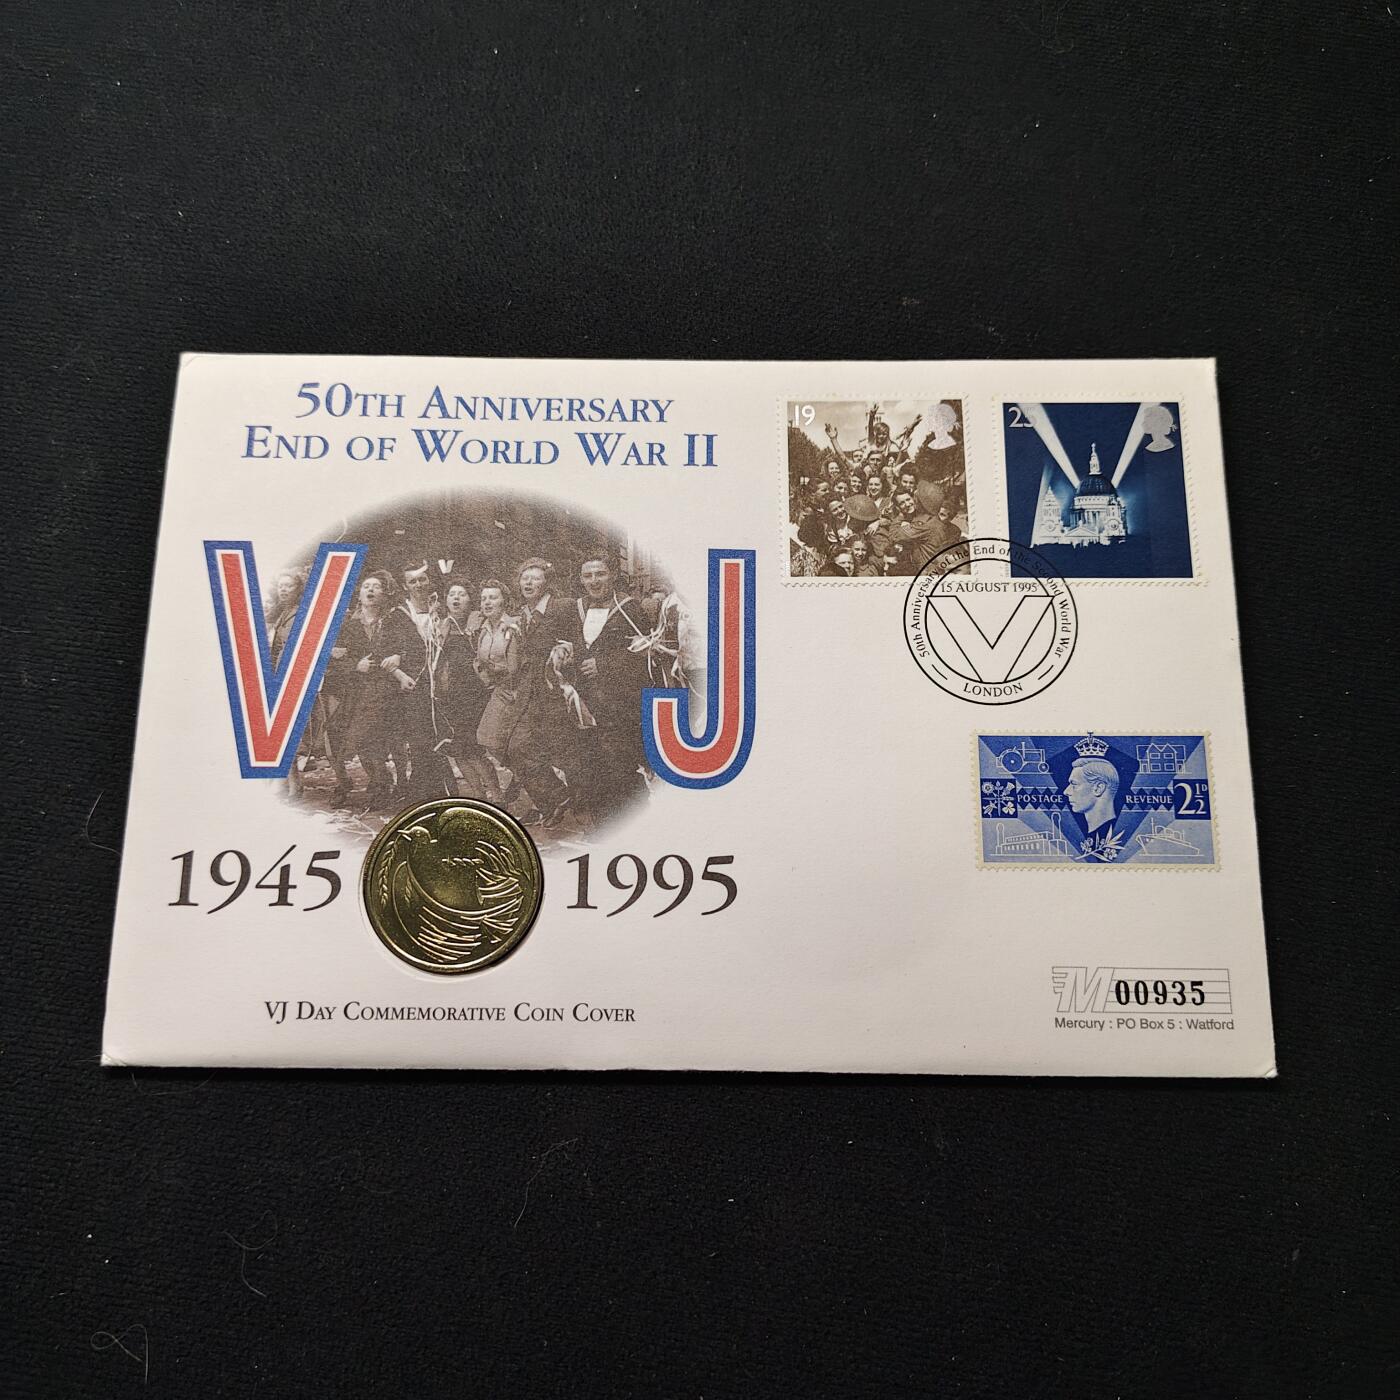 50TH ANNIVERSARY
END OF WORLD WAR II
VJ
1945 1995
VJ DAY COMMEMORATIVE COIN COVER
19
25
50th Anniversary of the End of the Second World War
15 AUGUST 1995
V
LONDON
POSTAGE REVENUE 2½D
M 00935
Mercury : PO Box 5 : Watford